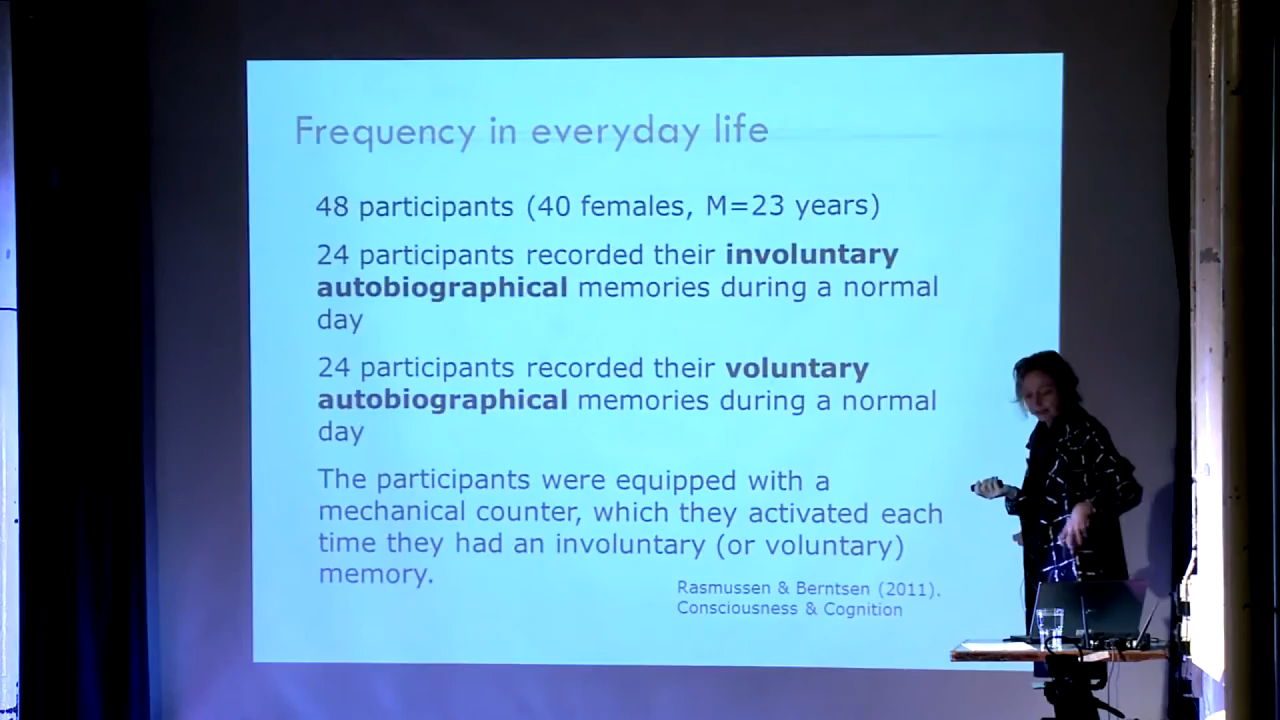 Frequency in everyday life
48 participants (40 females, M=23 years)
24 participants recorded their involuntary
autobiographical memories during a normal
day
24 participants recorded their voluntary
autobiographical memories during a normal
day
The participants were equipped with a
mechanical counter, which they activated each
time they had an involuntary (or voluntary)
memory.
Rasmussen & Berntsen (2011).
Consciousness & Cognition